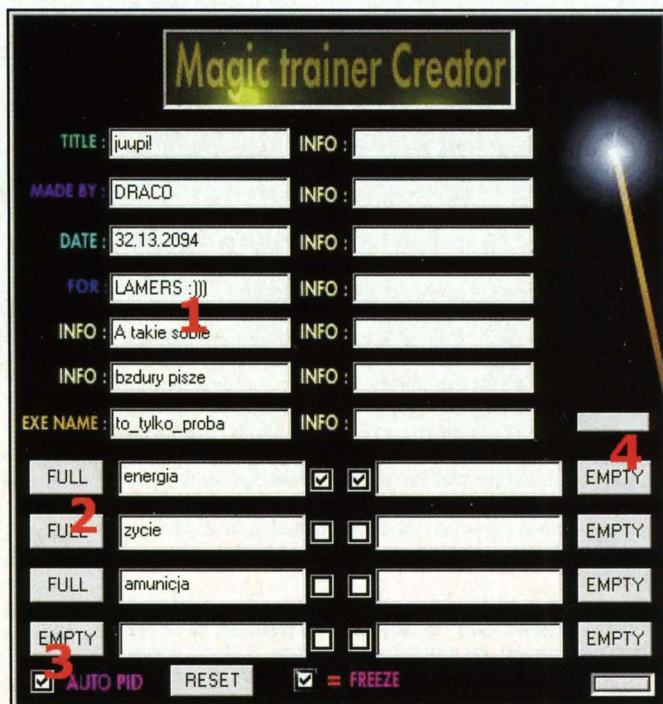 Magic trainer Creator
TITLE : juupi! INFO :
MADE BY : DRACO INFO :
DATE : 32.13.2094 INFO :
FOR LAMERS :))) INFO :
1
INFO : A takie sobie INFO :
INFO : bzdury pisze INFO :
EXE NAME : to_tylko_proba INFO :
4
FULL energia EMPTY
2
FULL zycie EMPTY
FULL amunicja EMPTY
EMPTY EMPTY
3
AUTO PID RESET = FREEZE